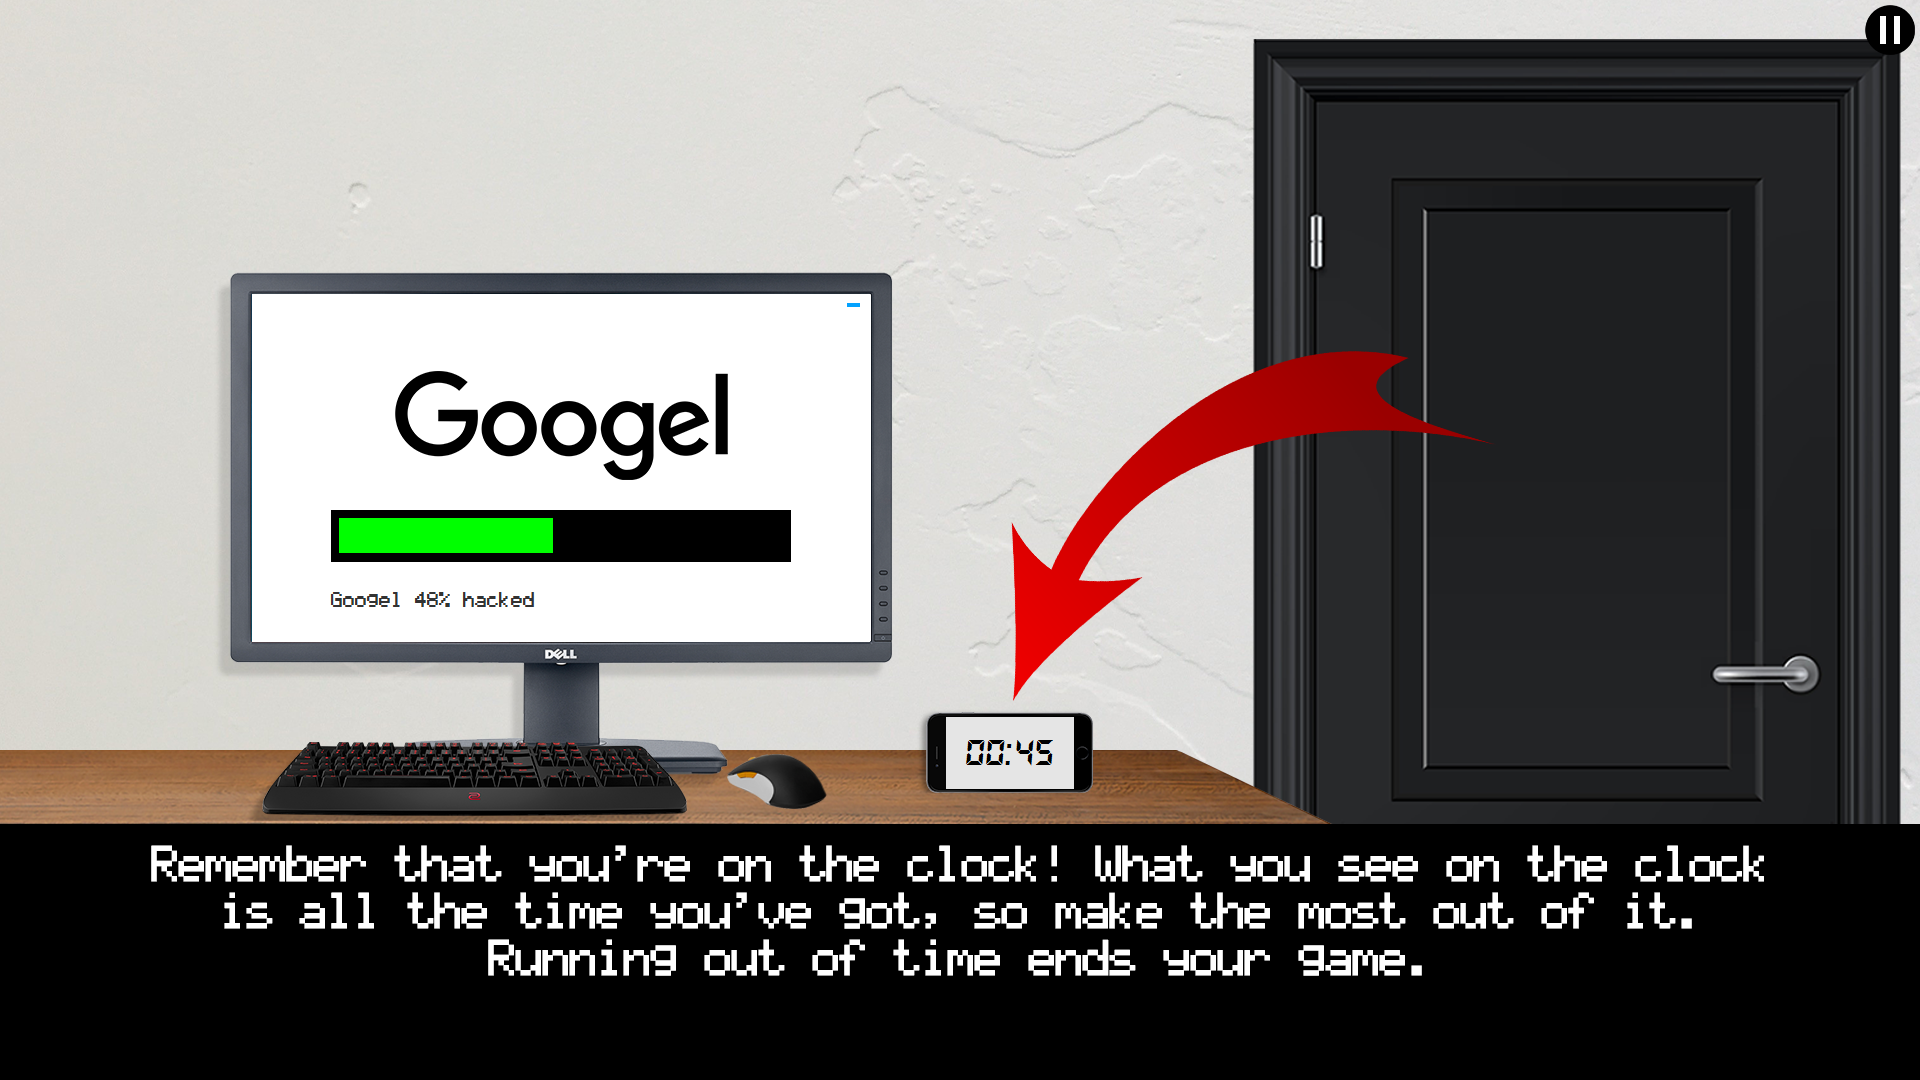 Googel
Googel 48% hacked
DELL
00:45
Remember that you're on the clock! What you see on the clock
is all the time you've got, so make the most out of it.
Running out of time ends your game.